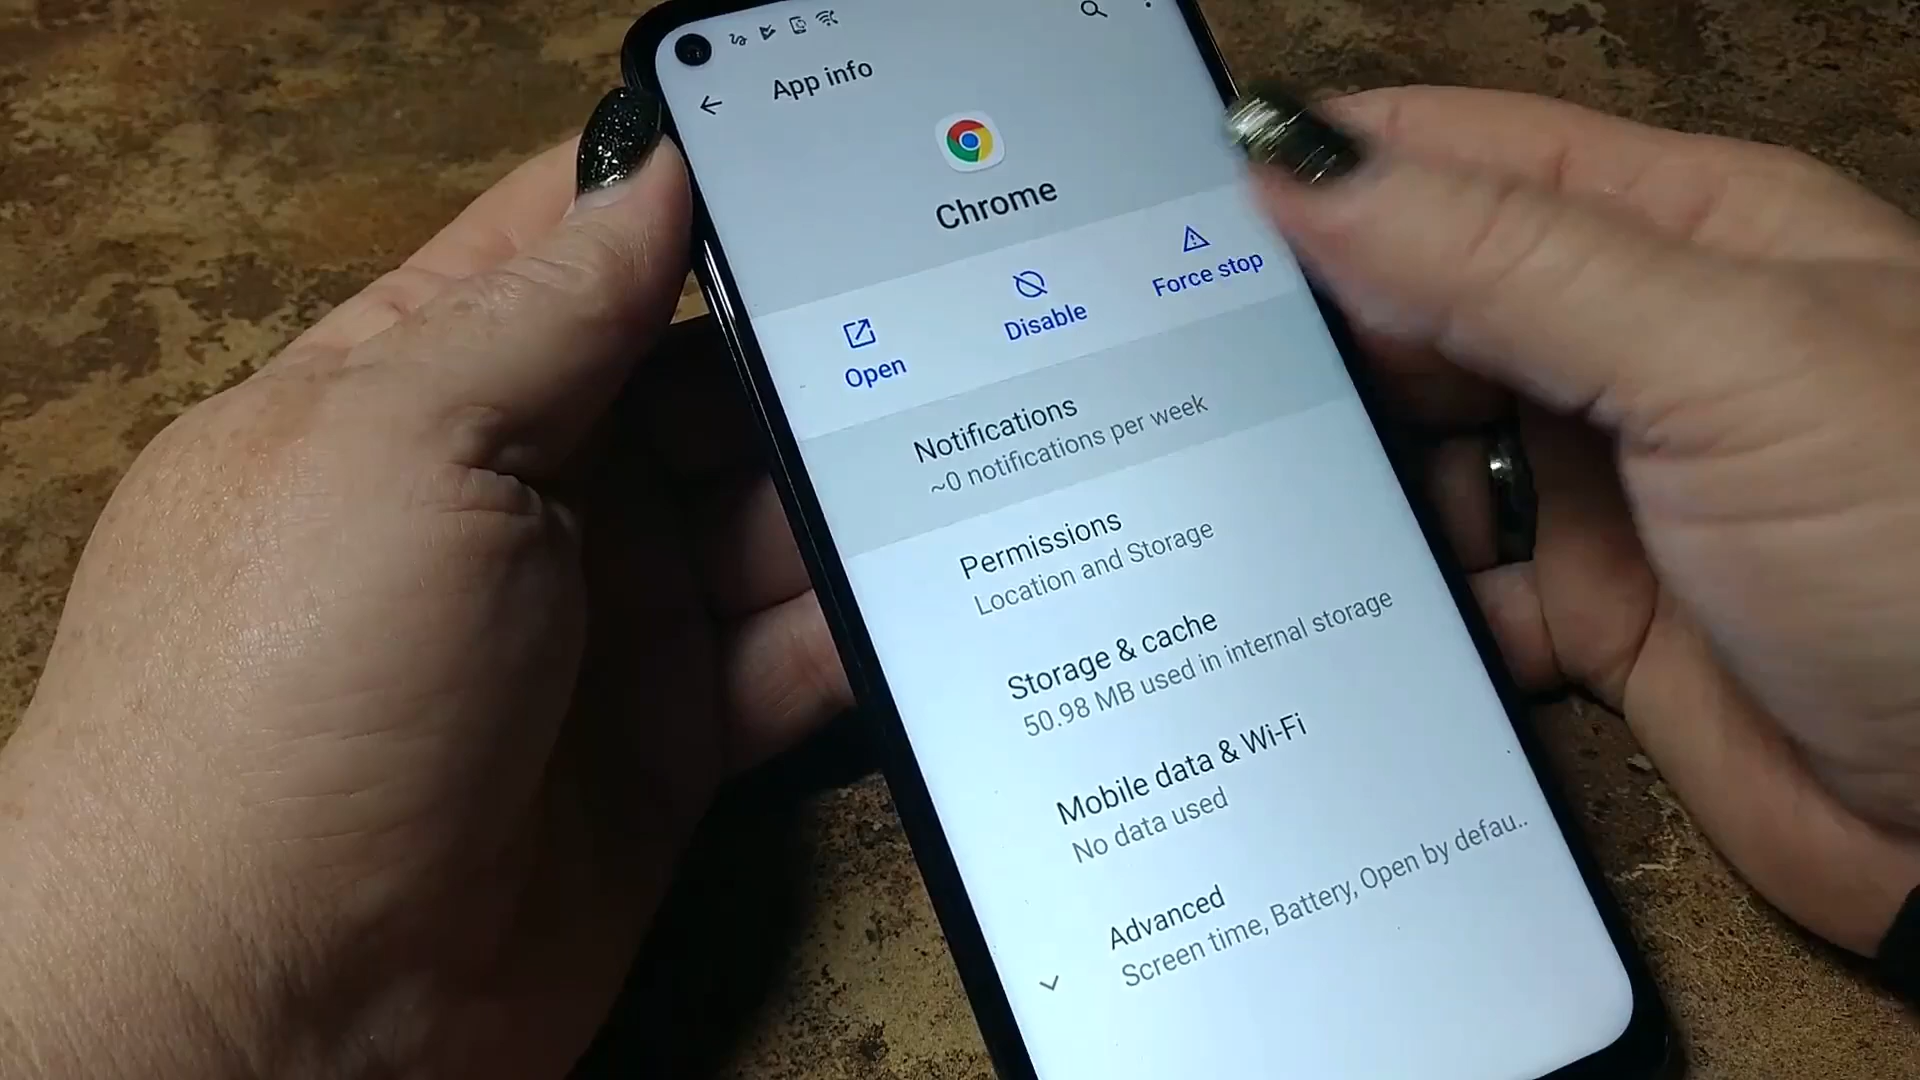 App info
Chrome
Open
Disable
Force stop
Notifications
~0 notifications per week
Permissions
Location and Storage
Storage & cache
50.98 MB used in internal storage
Mobile data & Wi-Fi
No data used
Advanced
Screen time, Battery, Open by defau..